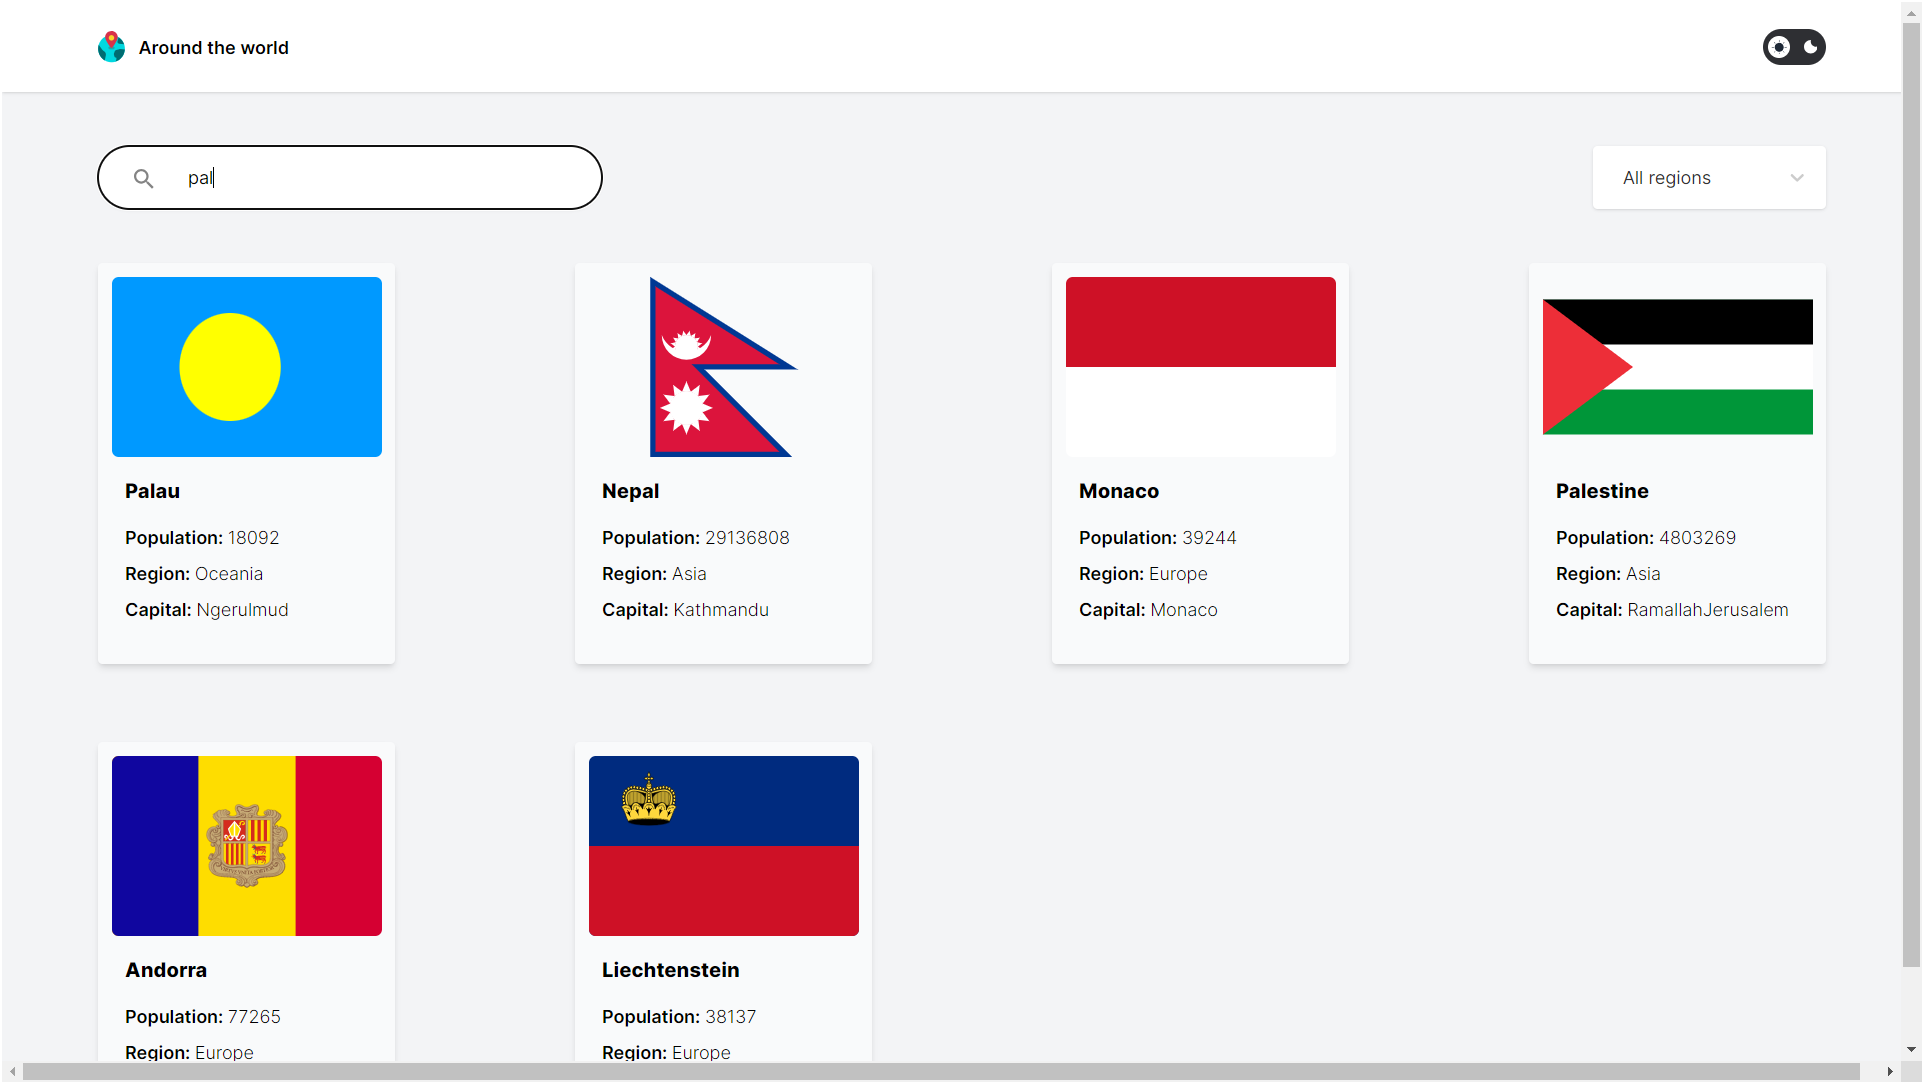 Around the world
pal
All regions
Palau
Population: 18092
Region: Oceania
Capital: Ngerulmud
Nepal
Population: 29136808
Region: Asia
Capital: Kathmandu
Monaco
Population: 39244
Region: Europe
Capital: Monaco
Palestine
Population: 4803269
Region: Asia
Capital: RamallahJerusalem
Andorra
Population: 77265
Region: Europe
Liechtenstein
Population: 38137
Region: Europe